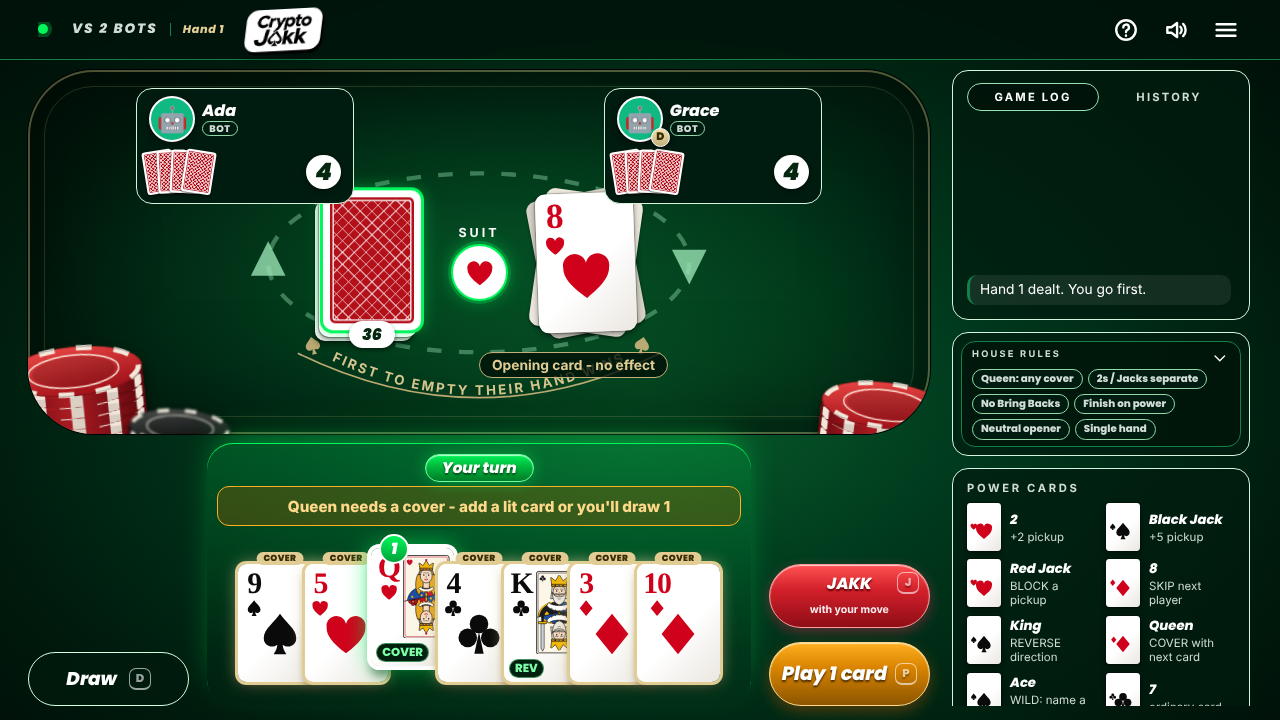 VS 2 BOTS
Hand 1
Crypto Jokk
Ada
BOT
4
Grace
BOT
D
4
SUIT
8
36
FIRST TO EMPTY THEIR HAND
Opening card - no effect
Your turn
Queen needs a cover - add a lit card or you'll draw 1
COVER
COVER
1
COVER
COVER
COVER
COVER
9
5
Q
COVER
4
K
REV
3
10
Draw D
JAKK J
with your move
Play 1 card P
GAME LOG
HISTORY
Hand 1 dealt. You go first.
HOUSE RULES
Queen: any cover
2s / Jacks separate
No Bring Backs
Finish on power
Neutral opener
Single hand
POWER CARDS
2
+2 pickup
Black Jack
+5 pickup
Red Jack
BLOCK a
pickup
8
SKIP next
player
King
REVERSE
direction
Queen
COVER with
next card
Ace
WILD: name a
7
ordinary card